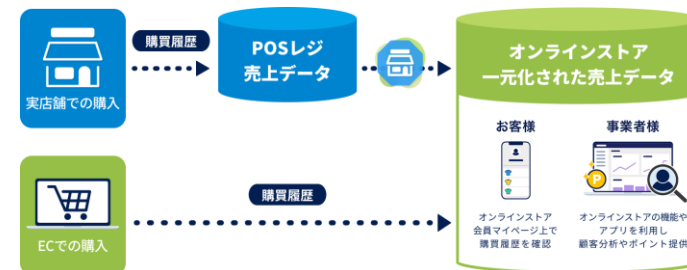 実店舗での購入
購買履歴
POSレジ
売上データ
オンラインストア
一元化された売上データ
お客様
オンラインストア
会員マイページ上で
購買履歴を確認
事業者様
P
オンラインストアの機能や
アプリを利用し
顧客分析やポイント提供
ECでの購入
購買履歴